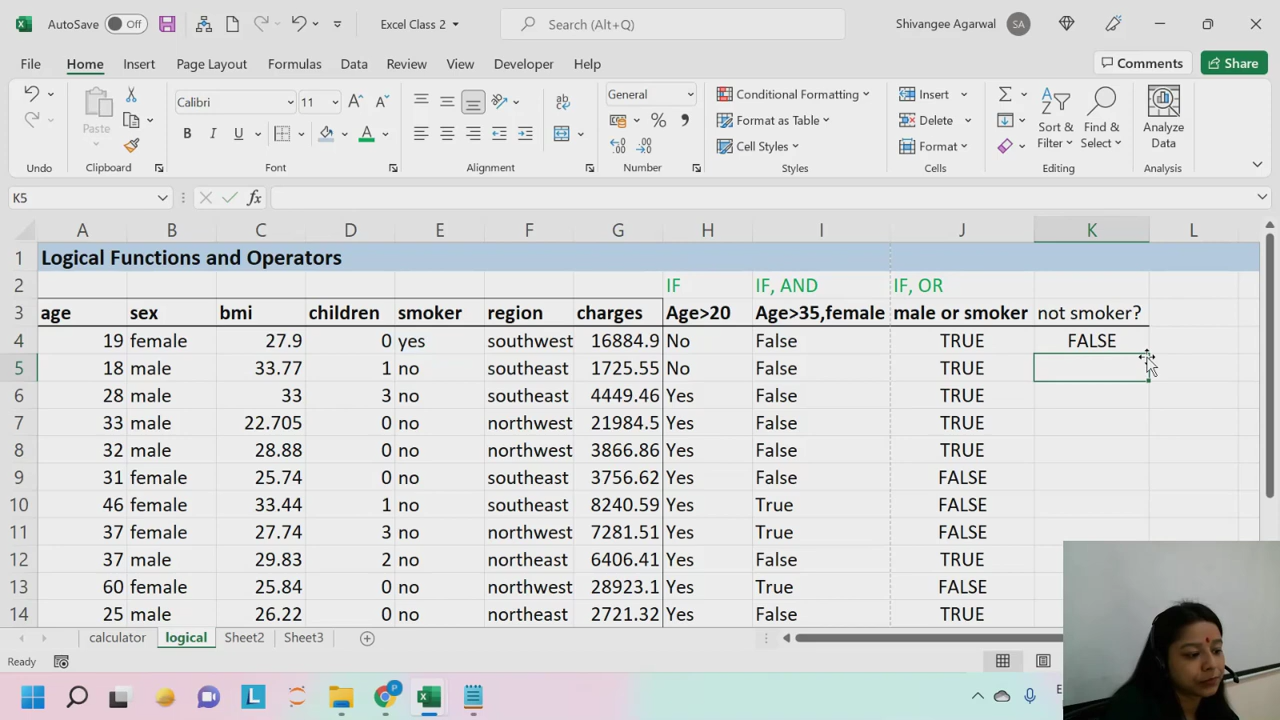 AutoSave Off Excel Class 2 Search (Alt+Q) Shivangee Agarwal SA
File Home Insert Page Layout Formulas Data Review View Developer Help Comments Share
Paste Calibri 11 General Conditional Formatting Insert Sort & Find & Analyze
Format as Table Delete Filter Select Data
Cell Styles Format
Undo Clipboard Font Alignment Number Styles Cells Editing Analysis
K5 fx
A B C D E F G H I J K L
1 Logical Functions and Operators
2 IF IF, AND IF, OR
3 age sex bmi children smoker region charges Age>20 Age>35,female male or smoker not smoker?
4 19 female 27.9 0 yes southwest 16884.9 No False TRUE FALSE
5 18 male 33.77 1 no southeast 1725.55 No False TRUE
6 28 male 33 3 no southeast 4449.46 Yes False TRUE
7 33 male 22.705 0 no northwest 21984.5 Yes False TRUE
8 32 male 28.88 0 no northwest 3866.86 Yes False TRUE
9 31 female 25.74 0 no southeast 3756.62 Yes False FALSE
10 46 female 33.44 1 no southeast 8240.59 Yes True FALSE
11 37 female 27.74 3 no northwest 7281.51 Yes True FALSE
12 37 male 29.83 2 no northeast 6406.41 Yes False TRUE
13 60 female 25.84 0 no northwest 28923.1 Yes True FALSE
14 25 male 26.22 0 no northeast 2721.32 Yes False TRUE
calculator logical Sheet2 Sheet3
Ready